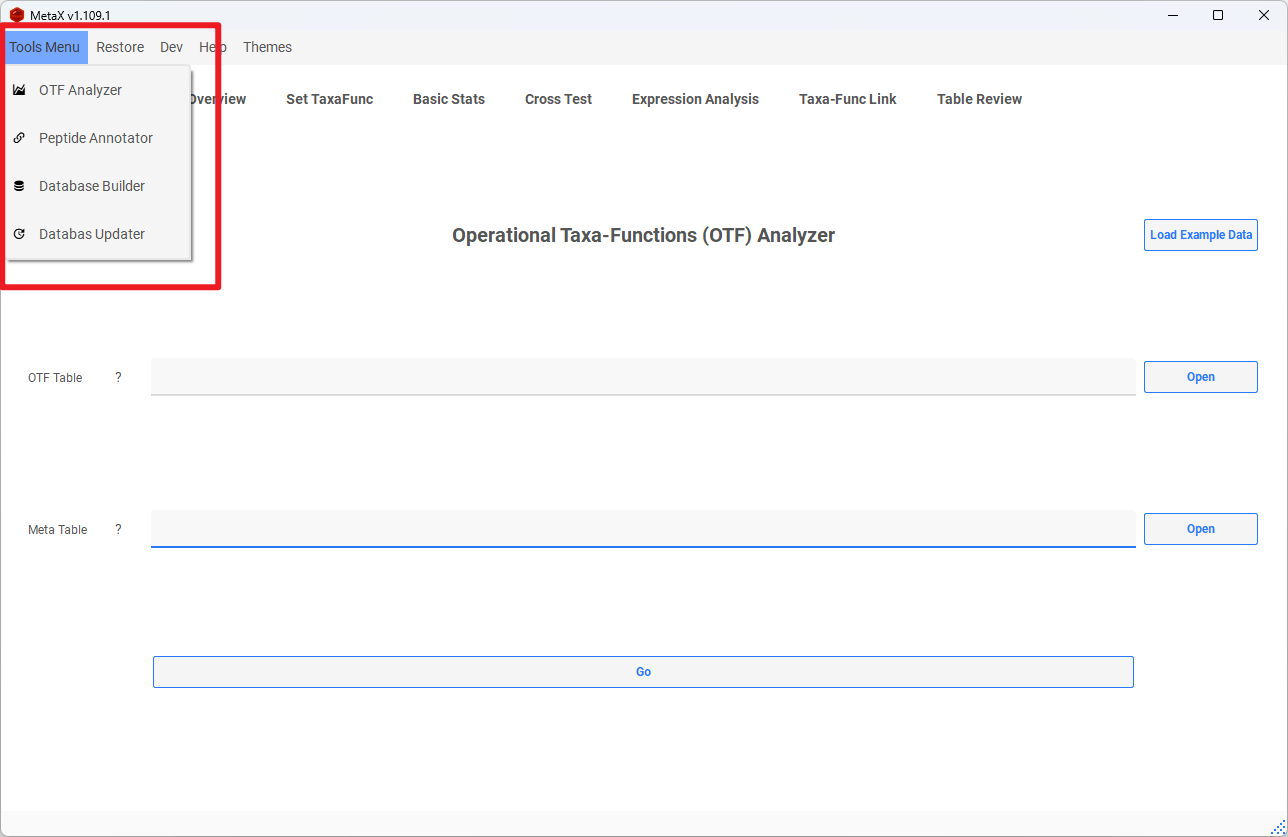 MetaX v1.109.1
Tools Menu Restore Dev Help Themes
OTF Analyzer
Peptide Annotator
Database Builder
Databas Updater
Overview Set TaxaFunc Basic Stats Cross Test Expression Analysis Taxa-Func Link Table Review
Operational Taxa-Functions (OTF) Analyzer
Load Example Data
OTF Table ? Open
Meta Table ? Open
Go